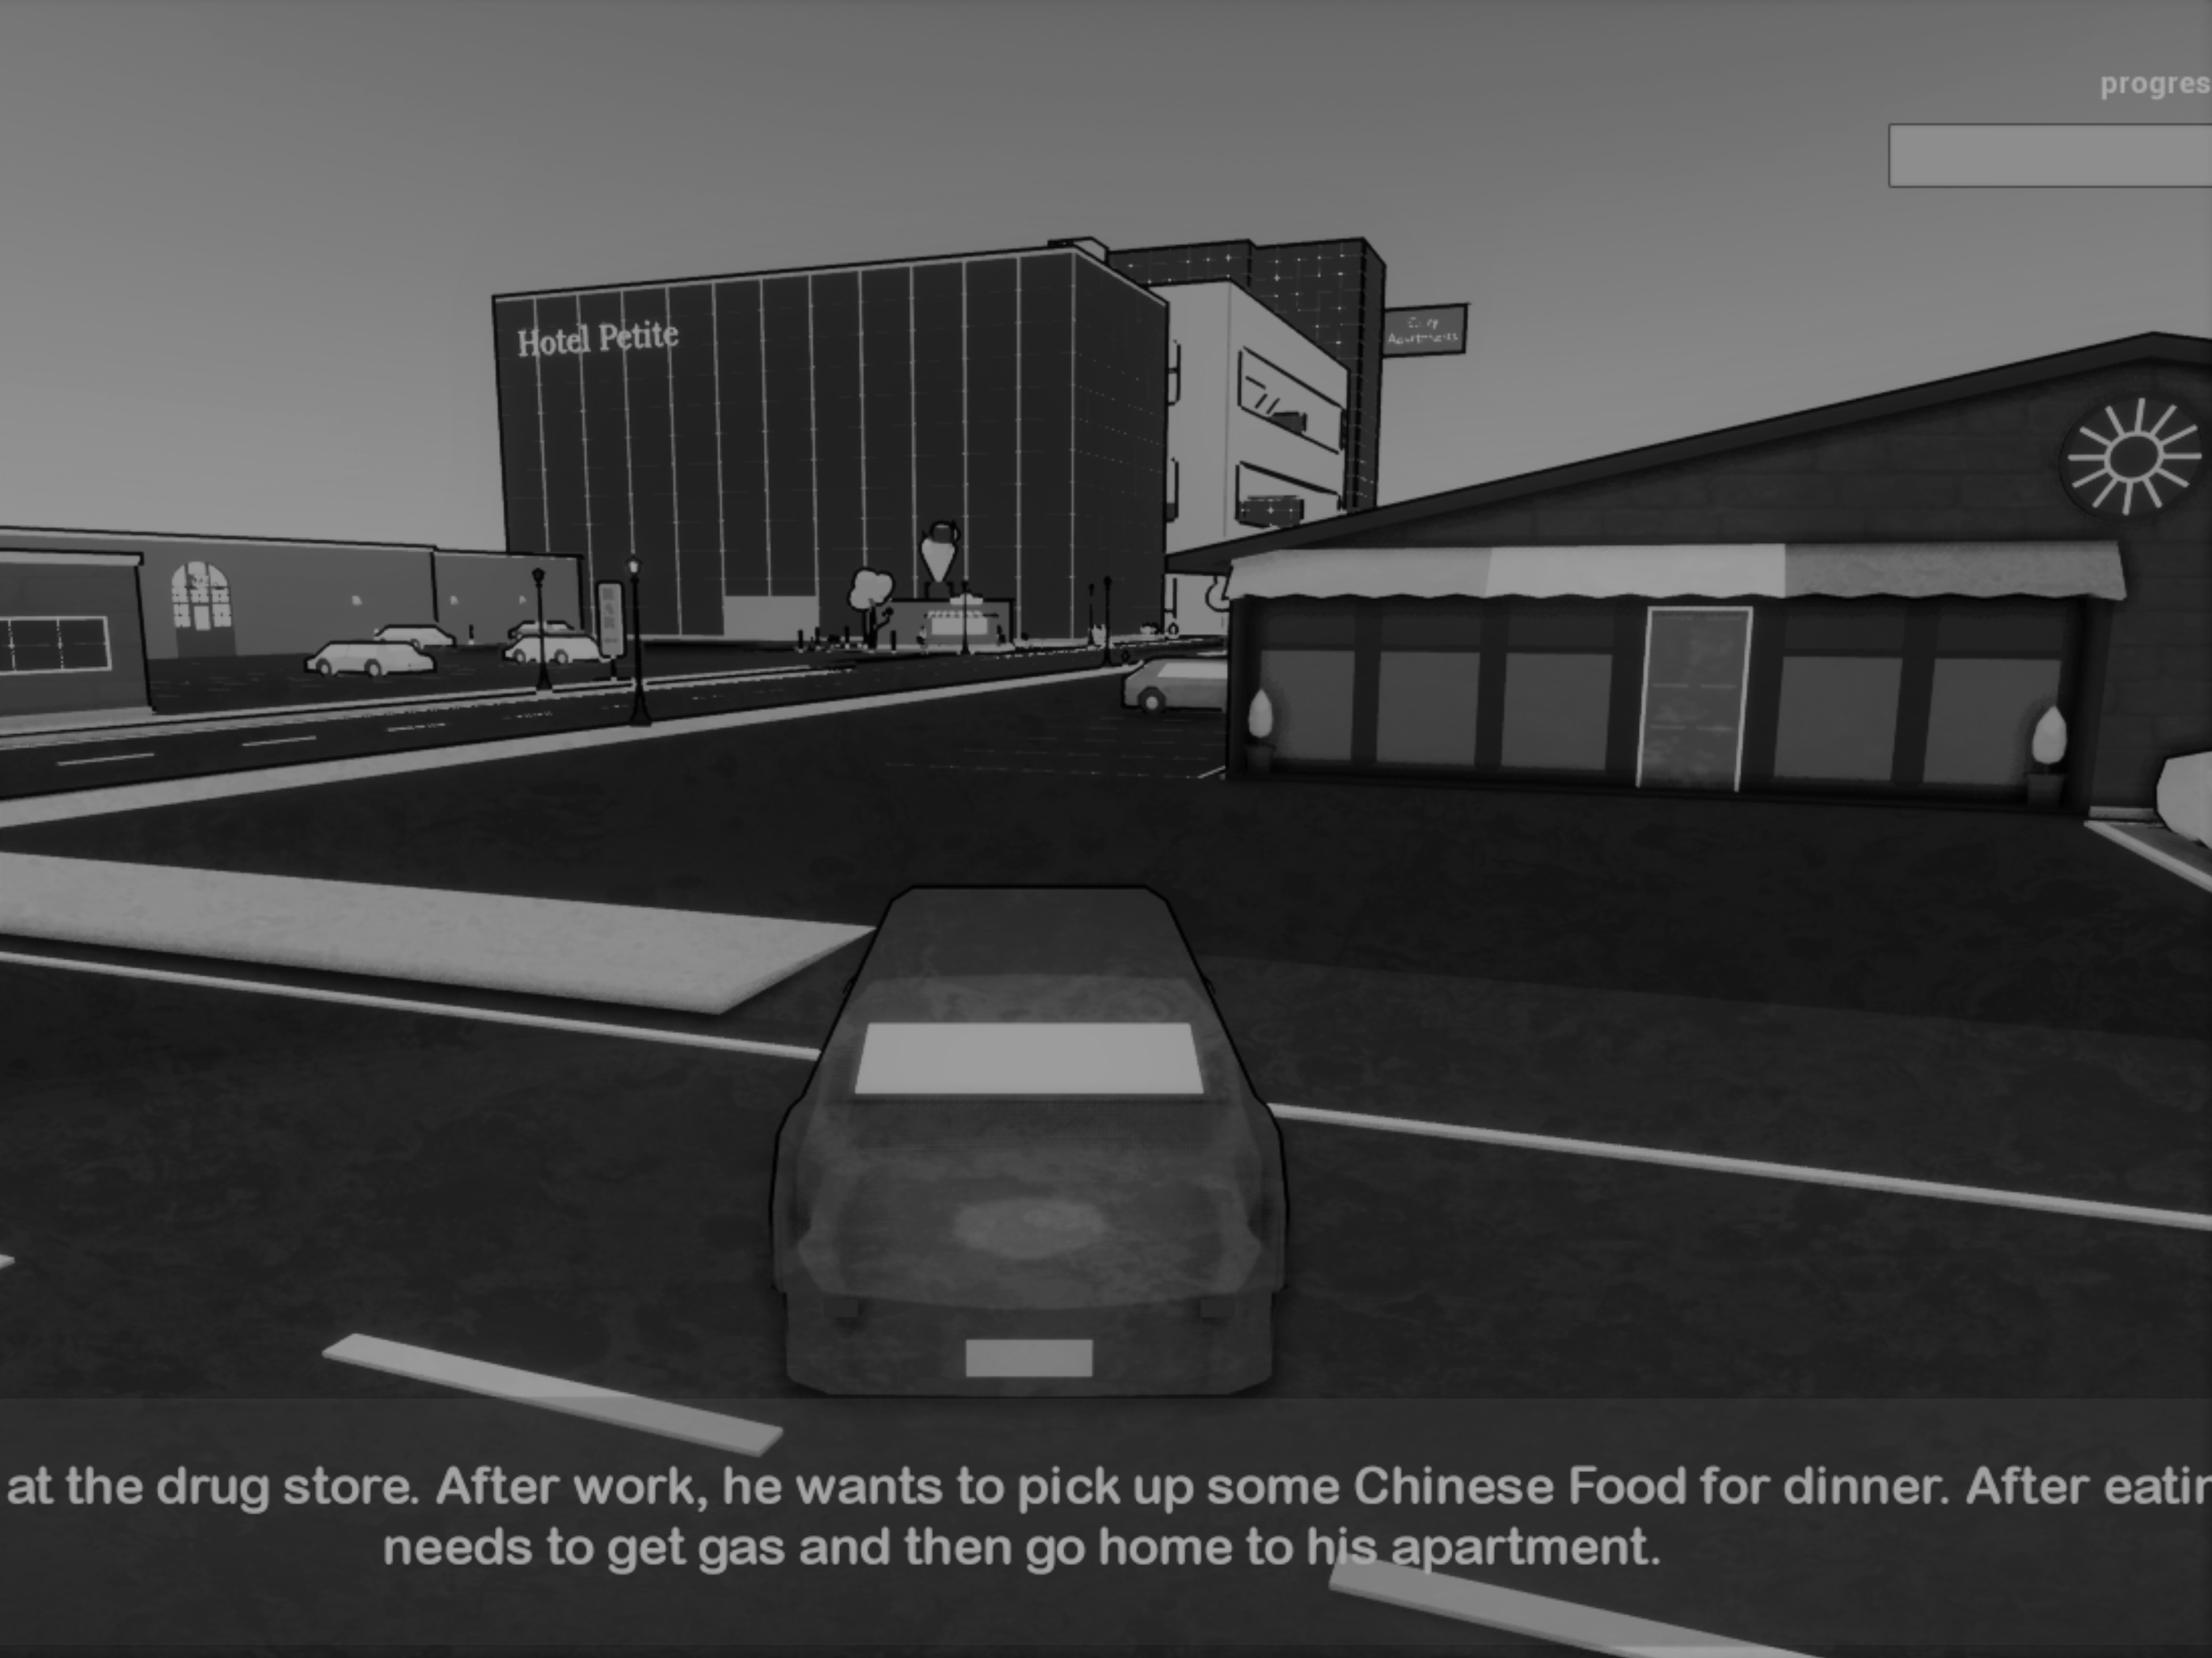 progres
Hotel Petite
Apartments
at the drug store. After work, he wants to pick up some Chinese Food for dinner. After eatin
needs to get gas and then go home to his apartment.